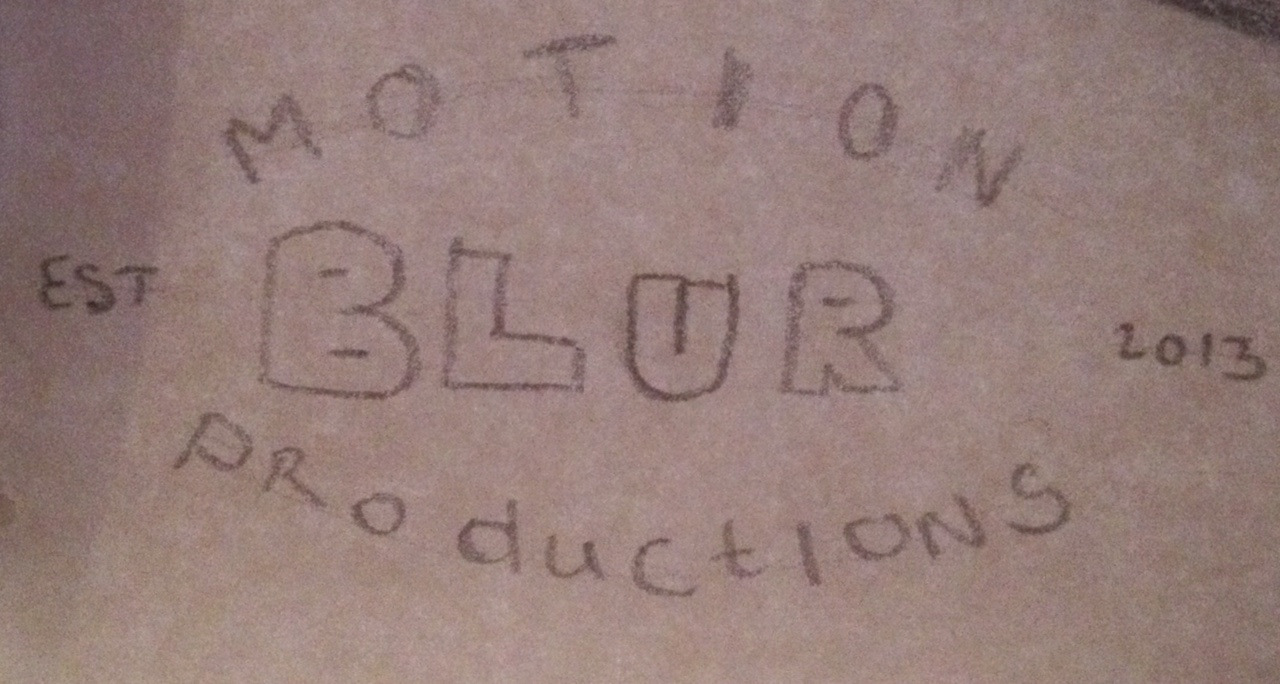 MOTION
EST BLUR 2013
PRoductIONS